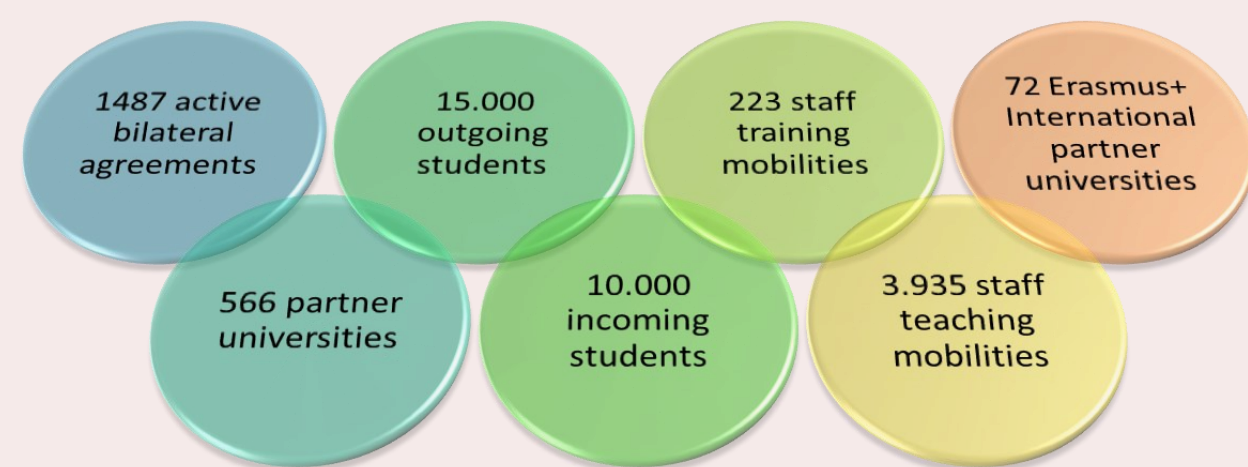 1487 active
bilateral
agreements
15.000
outgoing
students
223 staff
training
mobilities
72 Erasmus+
International
partner
universities
566 partner
universities
10.000
incoming
students
3.935 staff
teaching
mobilities